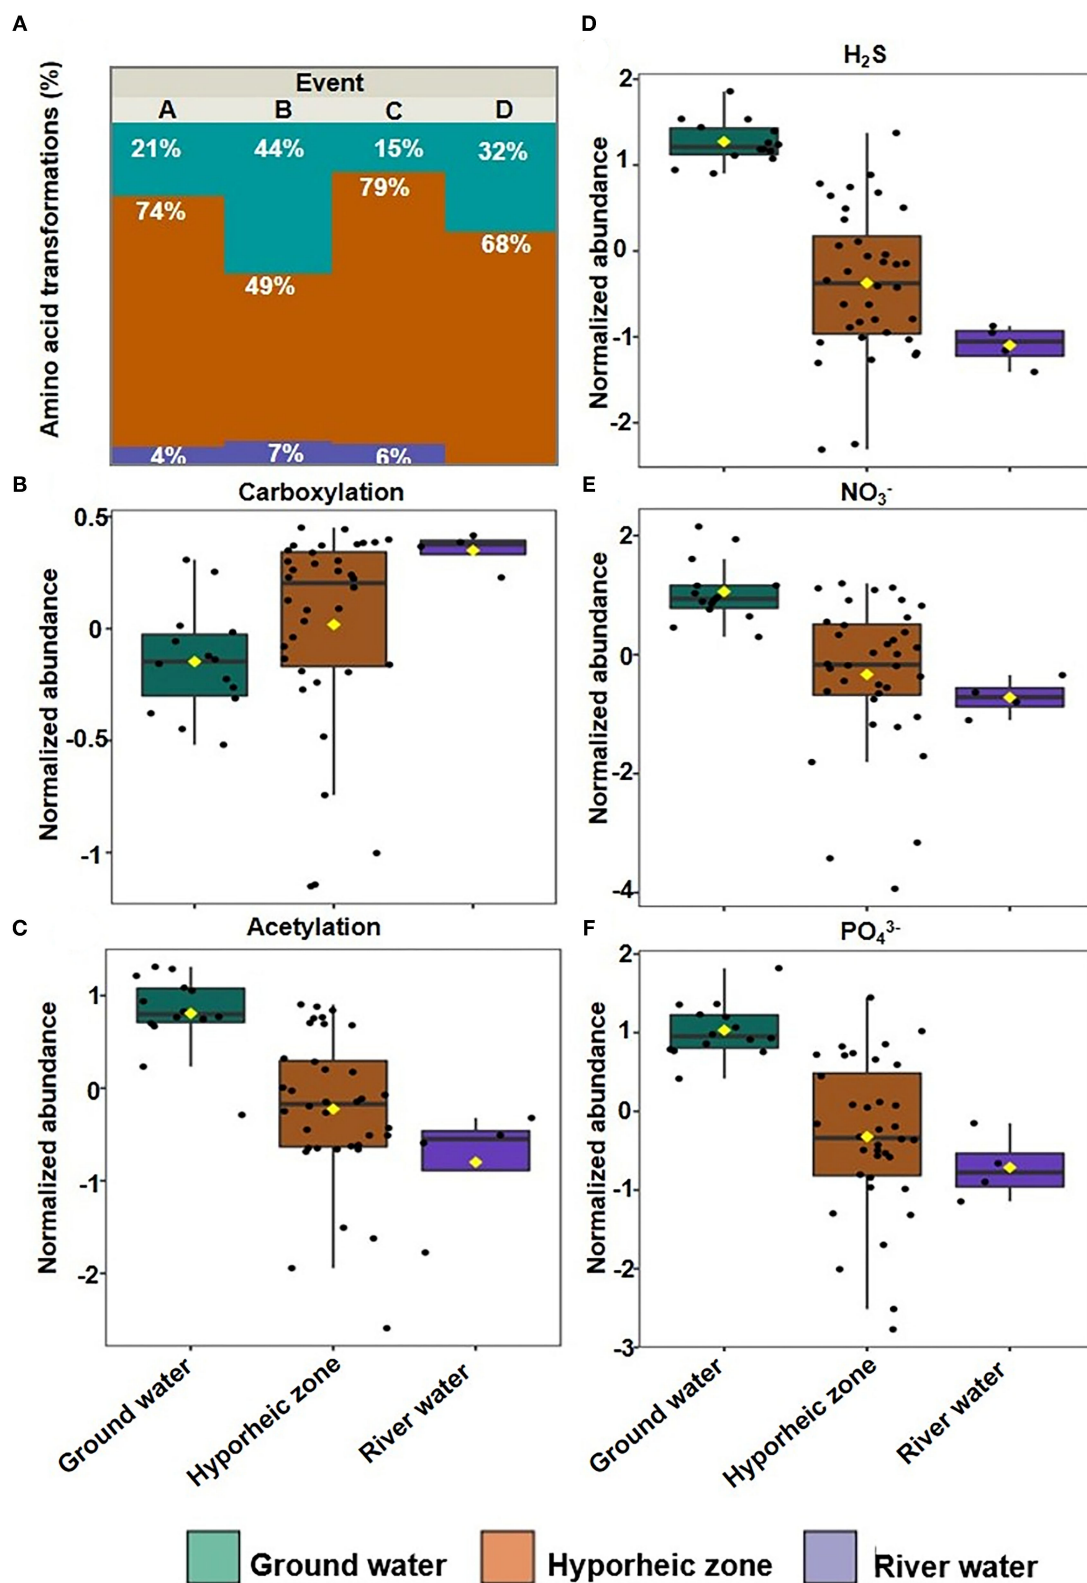 A
Amino acid transformations (%)
Event
A B C D
21% 44% 15% 32%
74% 49% 79% 68%
4% 7% 6%
B
Carboxylation
Normalized abundance
0.5
0
-0.5
-1
C
Acetylation
Normalized abundance
1
0
-1
-2
Ground water
Hyporheic zone
River water
D
H₂S
Normalized abundance
2
1
0
-1
-2
E
NO₃⁻
Normalized abundance
2
0
-2
-4
F
PO₄³⁻
Normalized abundance
2
1
0
-1
-2
-3
Ground water
Hyporheic zone
River water
Ground water
Hyporheic zone
River water